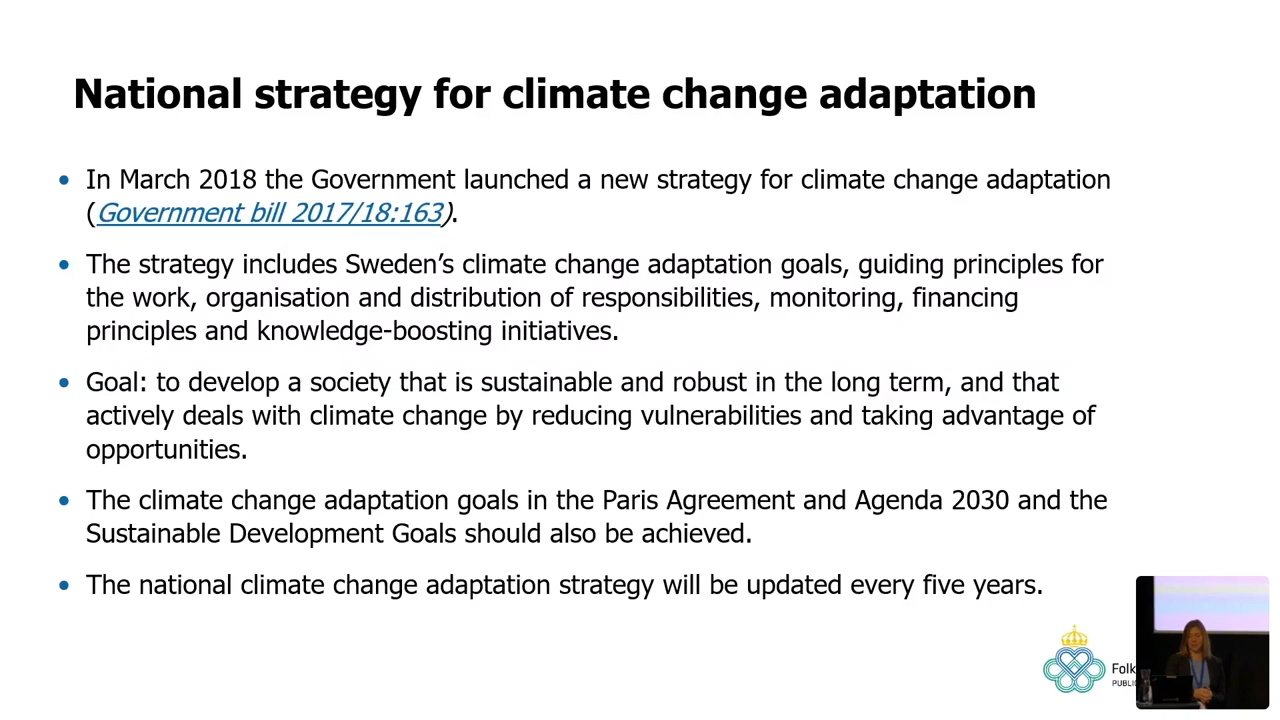 National strategy for climate change adaptation
• In March 2018 the Government launched a new strategy for climate change adaptation
(Government bill 2017/18:163).
• The strategy includes Sweden’s climate change adaptation goals, guiding principles for
the work, organisation and distribution of responsibilities, monitoring, financing
principles and knowledge-boosting initiatives.
• Goal: to develop a society that is sustainable and robust in the long term, and that
actively deals with climate change by reducing vulnerabilities and taking advantage of
opportunities.
• The climate change adaptation goals in the Paris Agreement and Agenda 2030 and the
Sustainable Development Goals should also be achieved.
• The national climate change adaptation strategy will be updated every five years.